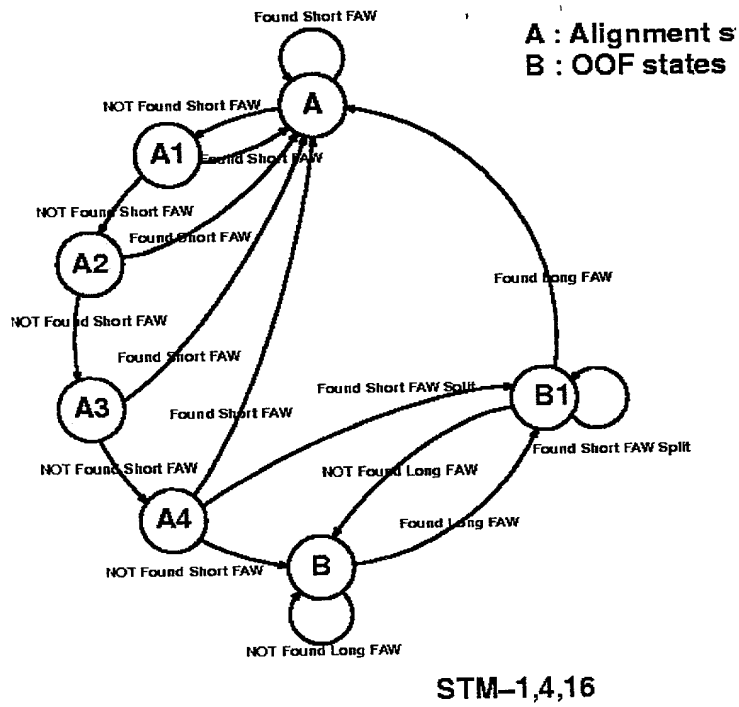 Found Short FAW
A : Alignment
B : OOF states
A
NOT Found Short FAW
A1
Found Short FAW
NOT Found Short FAW
Found Short FAW
A2
Found Long FAW
NOT Found Short FAW
Found Short FAW
Found Short FAW Split
B1
A3
Found Short FAW
Found Short FAW Split
NOT Found Short FAW
NOT Found Long FAW
A4
Found Long FAW
NOT Found Short FAW
B
NOT Found Long FAW
STM–1,4,16